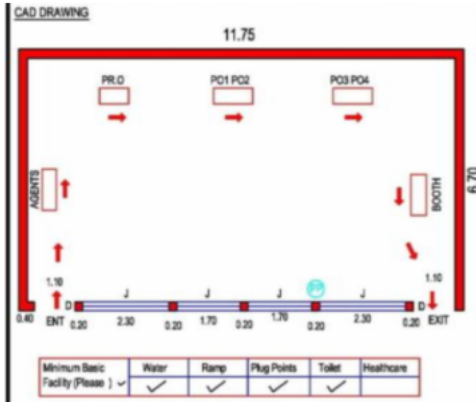 CAD DRAWING
11.75
PR.O PO1 PO2 PO3 PO4
AGENTS
BOOTH
6.70
1.10 1.10
J J J J
D D
0.40 ENT 0.20 2.30 0.20 1.70 0.20 1.70 0.20 2.30 0.20 EXIT
Minimum Basic Water Ramp Plug Points Toilet Healthcare
Facility (Please ) ✓ ✓ ✓ ✓ ✓